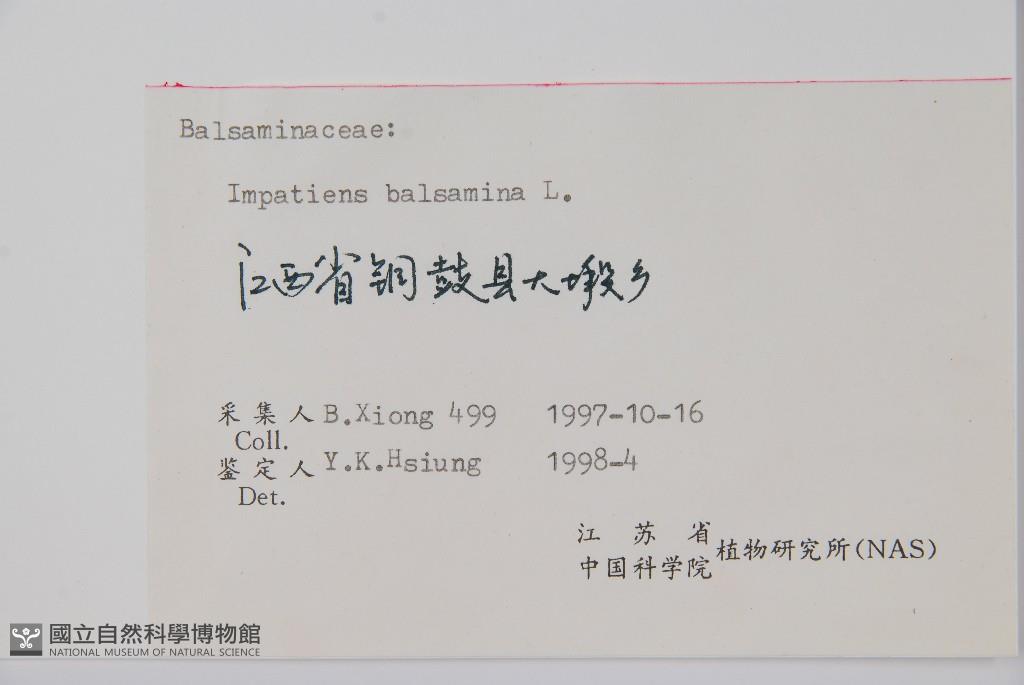 Balsaminaceae:
Impatiens balsamina L.
江西省铜鼓县大塅乡
采集人 B.Xiong 499 1997-10-16
Coll.
鉴定人 Y.K.Hsiung 1998-4
Det.
江苏省
中国科学院 植物研究所(NAS)
國立自然科學博物館
NATIONAL MUSEUM OF NATURAL SCIENCE